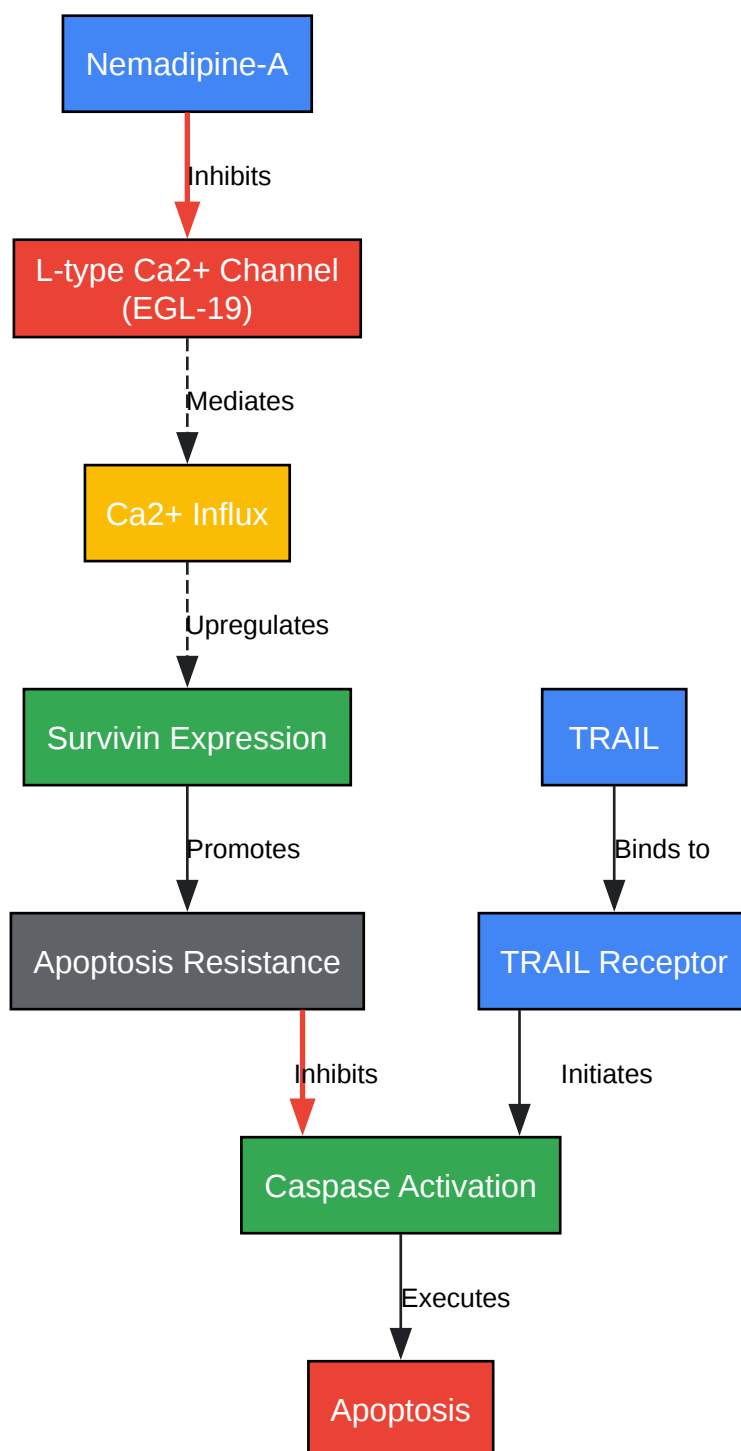 Nemadipine-A
Inhibits
L-type Ca2+ Channel
(EGL-19)
Mediates
Ca2+ Influx
Upregulates
Survivin Expression
TRAIL
Promotes
Binds to
Apoptosis Resistance
TRAIL Receptor
Inhibits
Initiates
Caspase Activation
Executes
Apoptosis